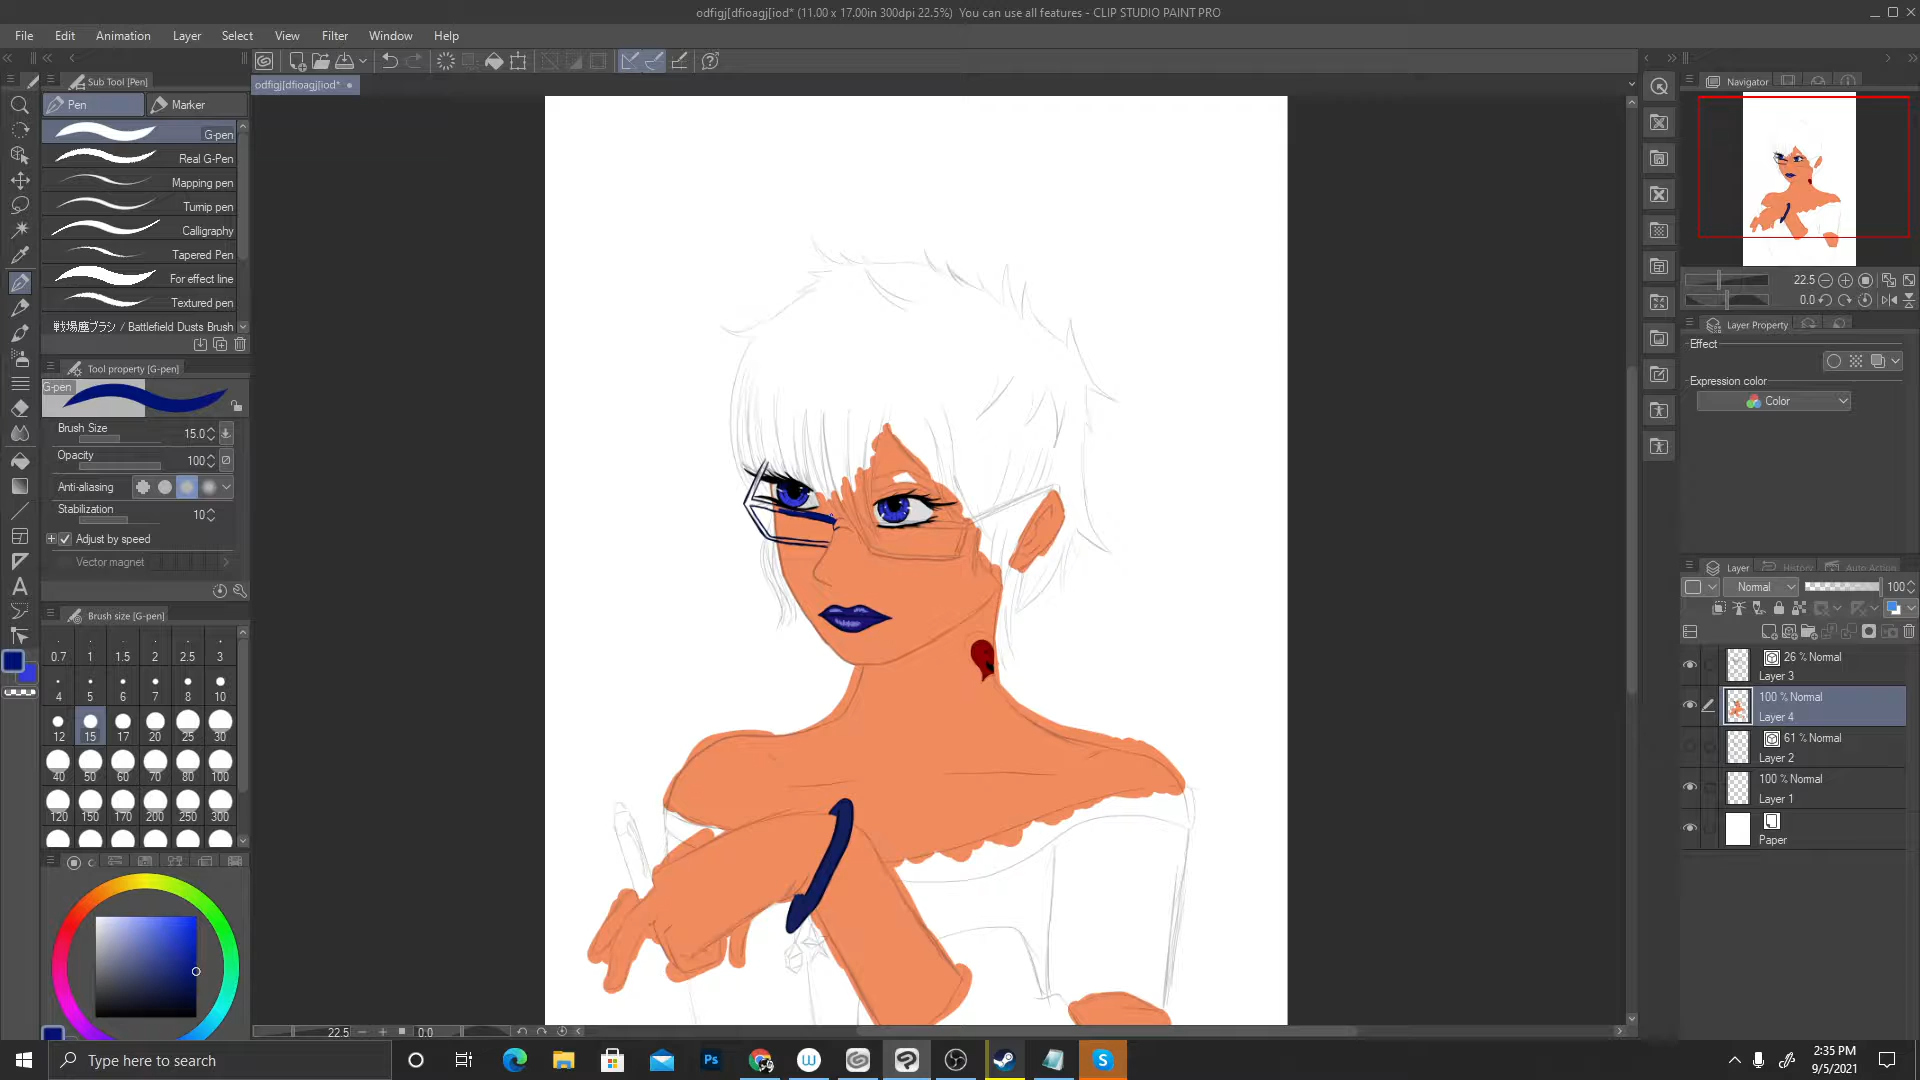 odfigj[dfioagj[iod* (11.00 x 17.00in 300dpi 22.5%)  You can use all features - CLIP STUDIO PAINT PRO
File Edit Animation Layer Select View Filter Window Help
Sub Tool [Pen]
odfigj[dfioagj[iod*
Navigator
Pen Marker
G-pen
Real G-Pen
Mapping pen
Turnip pen
Calligraphy
Tapered Pen
For effect line
Textured pen
戦場塵ブラシ / Battlefield Dusts Brush
Tool property [G-pen]
G-pen
Brush Size 15.0
Opacity 100
Anti-aliasing
Stabilization 10
Adjust by speed
Vector magnet
Brush size [G-pen]
0.7 1 1.5 2 2.5 3
4 5 6 7 8 10
12 15 17 20 25 30
40 50 60 70 80 100
120 150 170 200 250 300
22.5 0.0
22.5
0.0
Layer Property
Effect
Expression color
Color
Layer History Auto Action
Normal 100
26 % Normal
Layer 3
100 % Normal
Layer 4
61 % Normal
Layer 2
100 % Normal
Layer 1
Paper
Type here to search
Ps
2:35 PM
9/5/2021